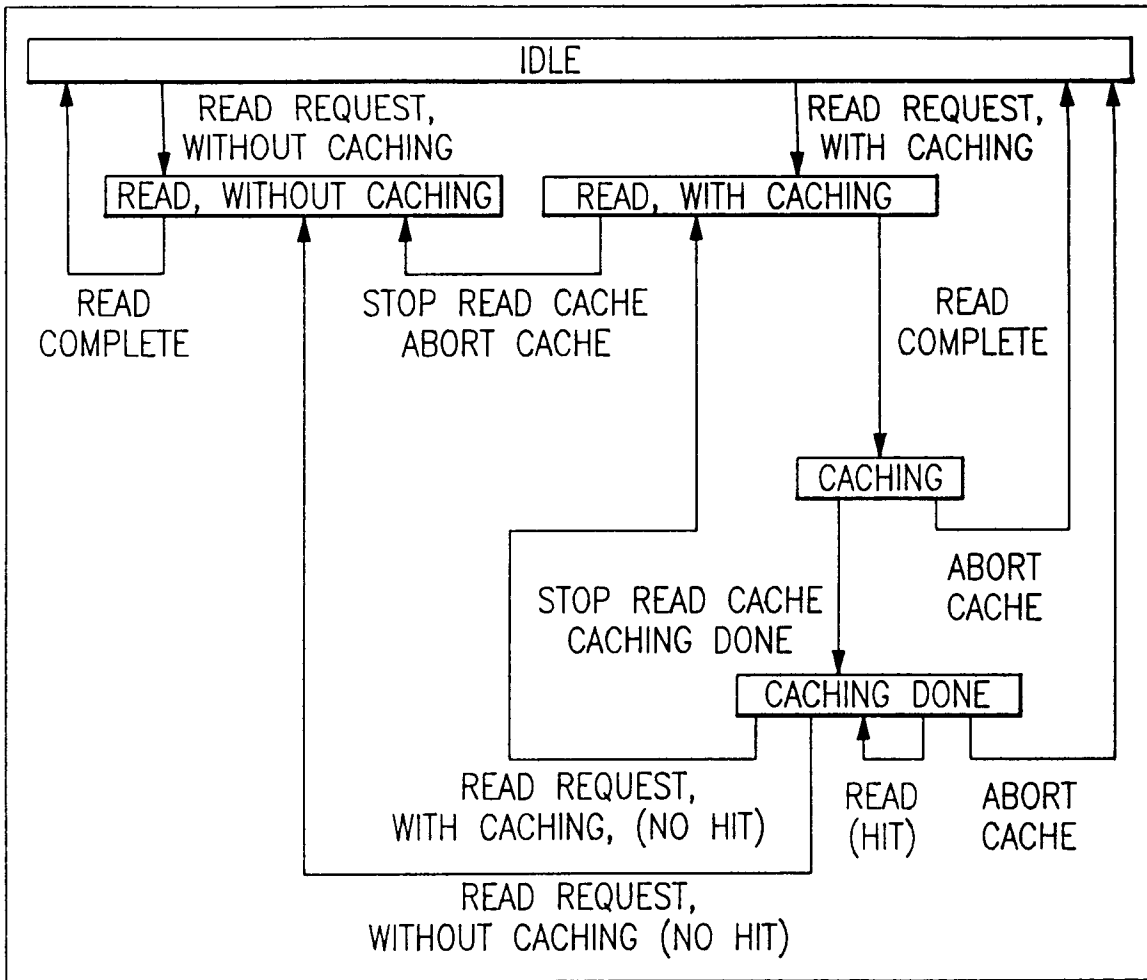 IDLE
READ REQUEST,
WITHOUT CACHING
READ REQUEST,
WITH CACHING
READ, WITHOUT CACHING
READ, WITH CACHING
READ
COMPLETE
STOP READ CACHE
ABORT CACHE
READ
COMPLETE
CACHING
ABORT
CACHE
STOP READ CACHE
CACHING DONE
CACHING DONE
READ REQUEST,
WITH CACHING, (NO HIT)
READ
(HIT)
ABORT
CACHE
READ REQUEST,
WITHOUT CACHING (NO HIT)